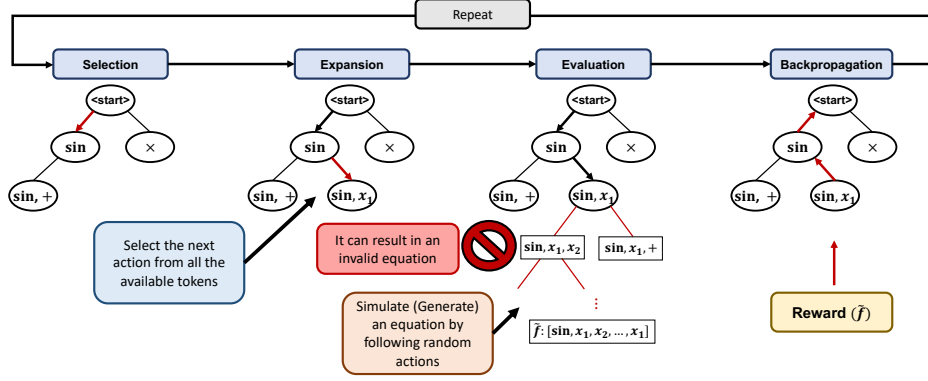 Repeat
Selection
Expansion
Evaluation
Backpropagation
<start>
sin
×
sin, +
<start>
sin
×
sin, +
sin, x₁
<start>
sin
×
sin, +
sin, x₁
sin, x₁, x₂
sin, x₁, +
⋮
f̃: [sin, x₁, x₂, ..., x₁]
<start>
sin
×
sin, +
sin, x₁
Select the next
action from all the
available tokens
It can result in an
invalid equation
Simulate (Generate)
an equation by
following random
actions
Reward (f̃)